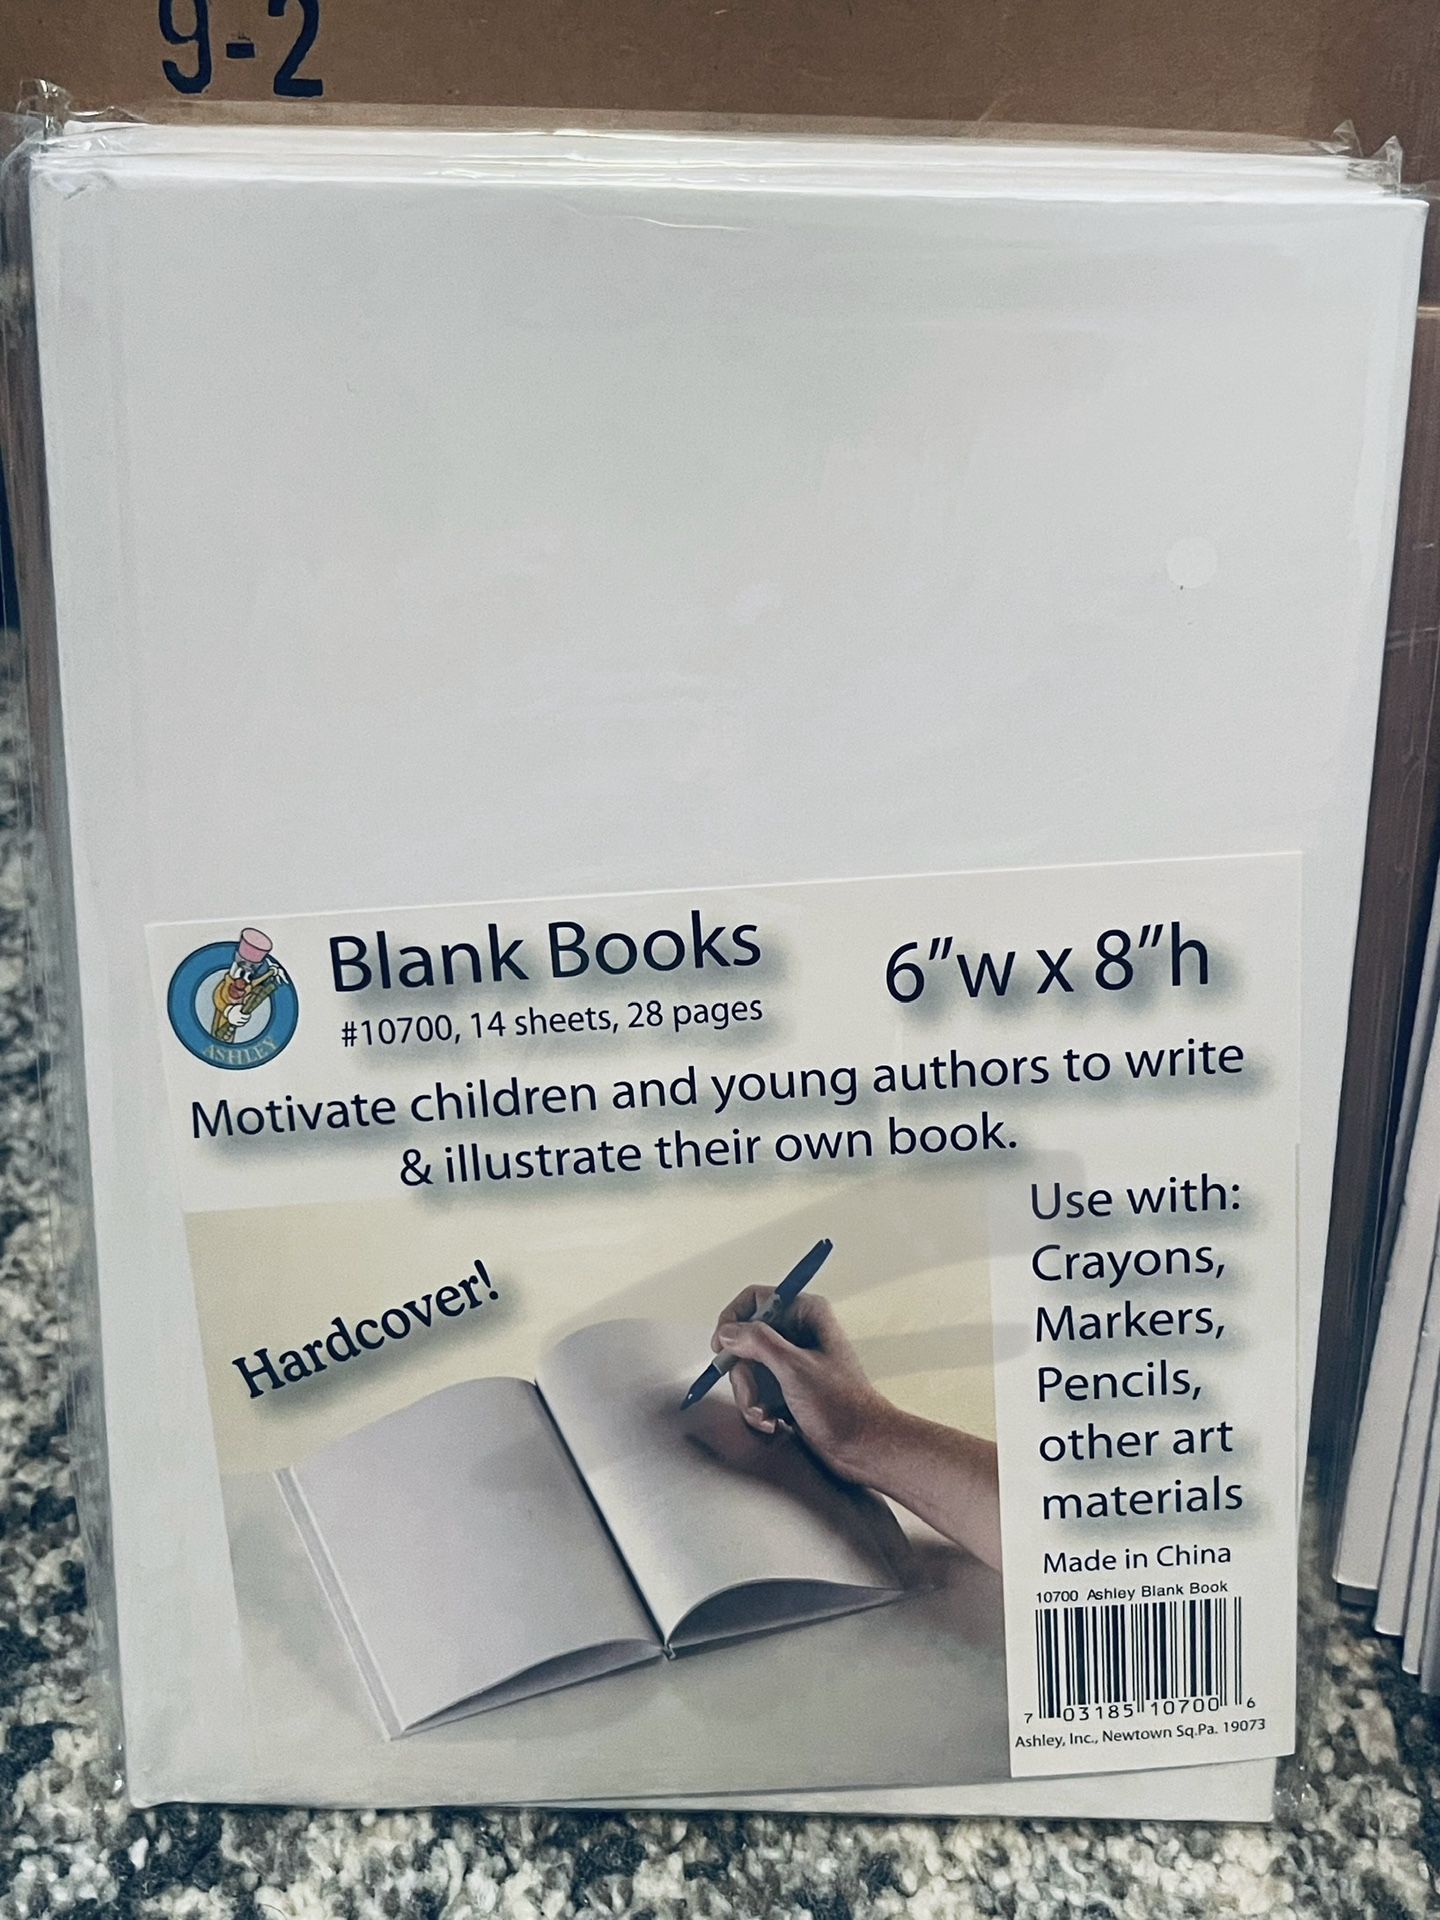 9-2
Blank Books
6"w x 8"h
#10700, 14 sheets, 28 pages
ASHLEY
Motivate children and young authors to write
& illustrate their own book.
Hardcover!
Use with:
Crayons,
Markers,
Pencils,
other art
materials
Made in China
10700 Ashley Blank Book
7 03185 10700 6
Ashley, Inc., Newtown Sq.Pa. 19073